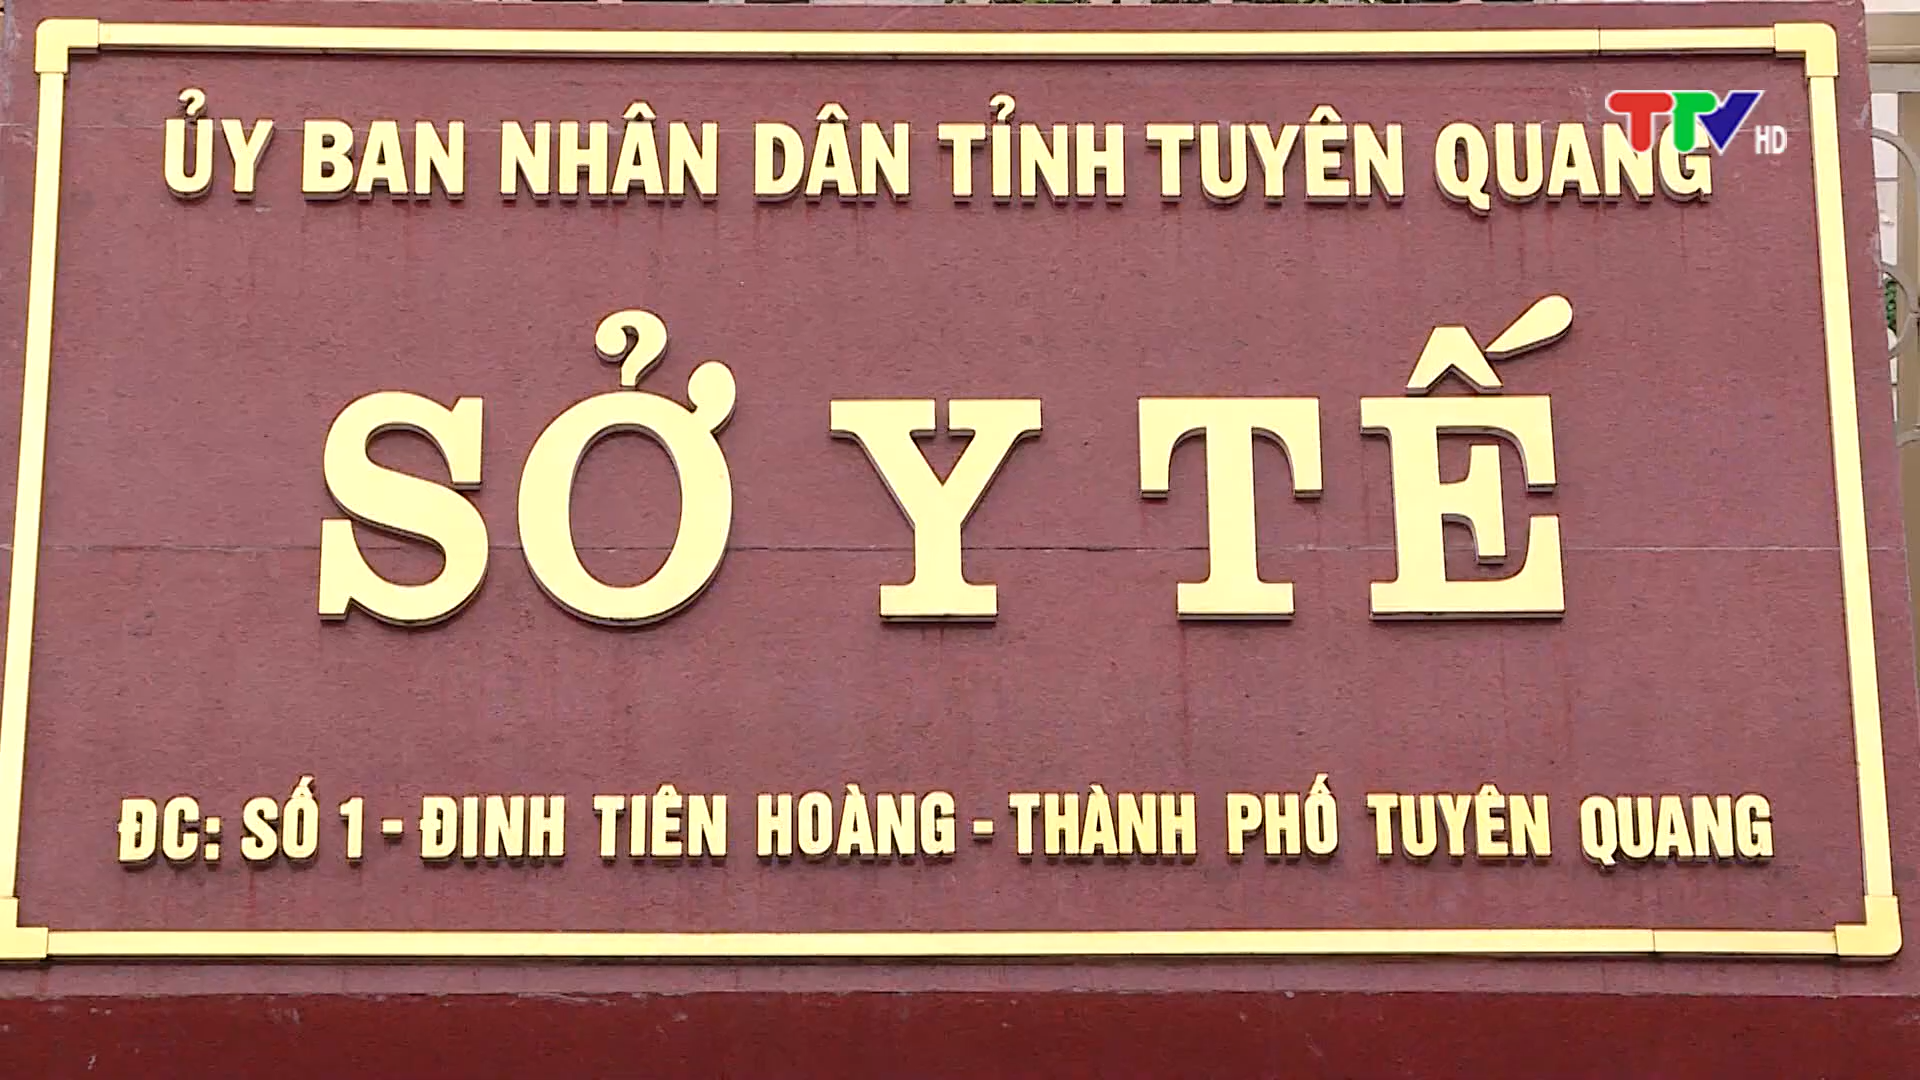 ỦY BAN NHÂN DÂN TỈNH TUYÊN QUANG
TTV HD
SỞ Y TẾ
ĐC: SỐ 1 - ĐINH TIÊN HOÀNG - THÀNH PHỐ TUYÊN QUANG